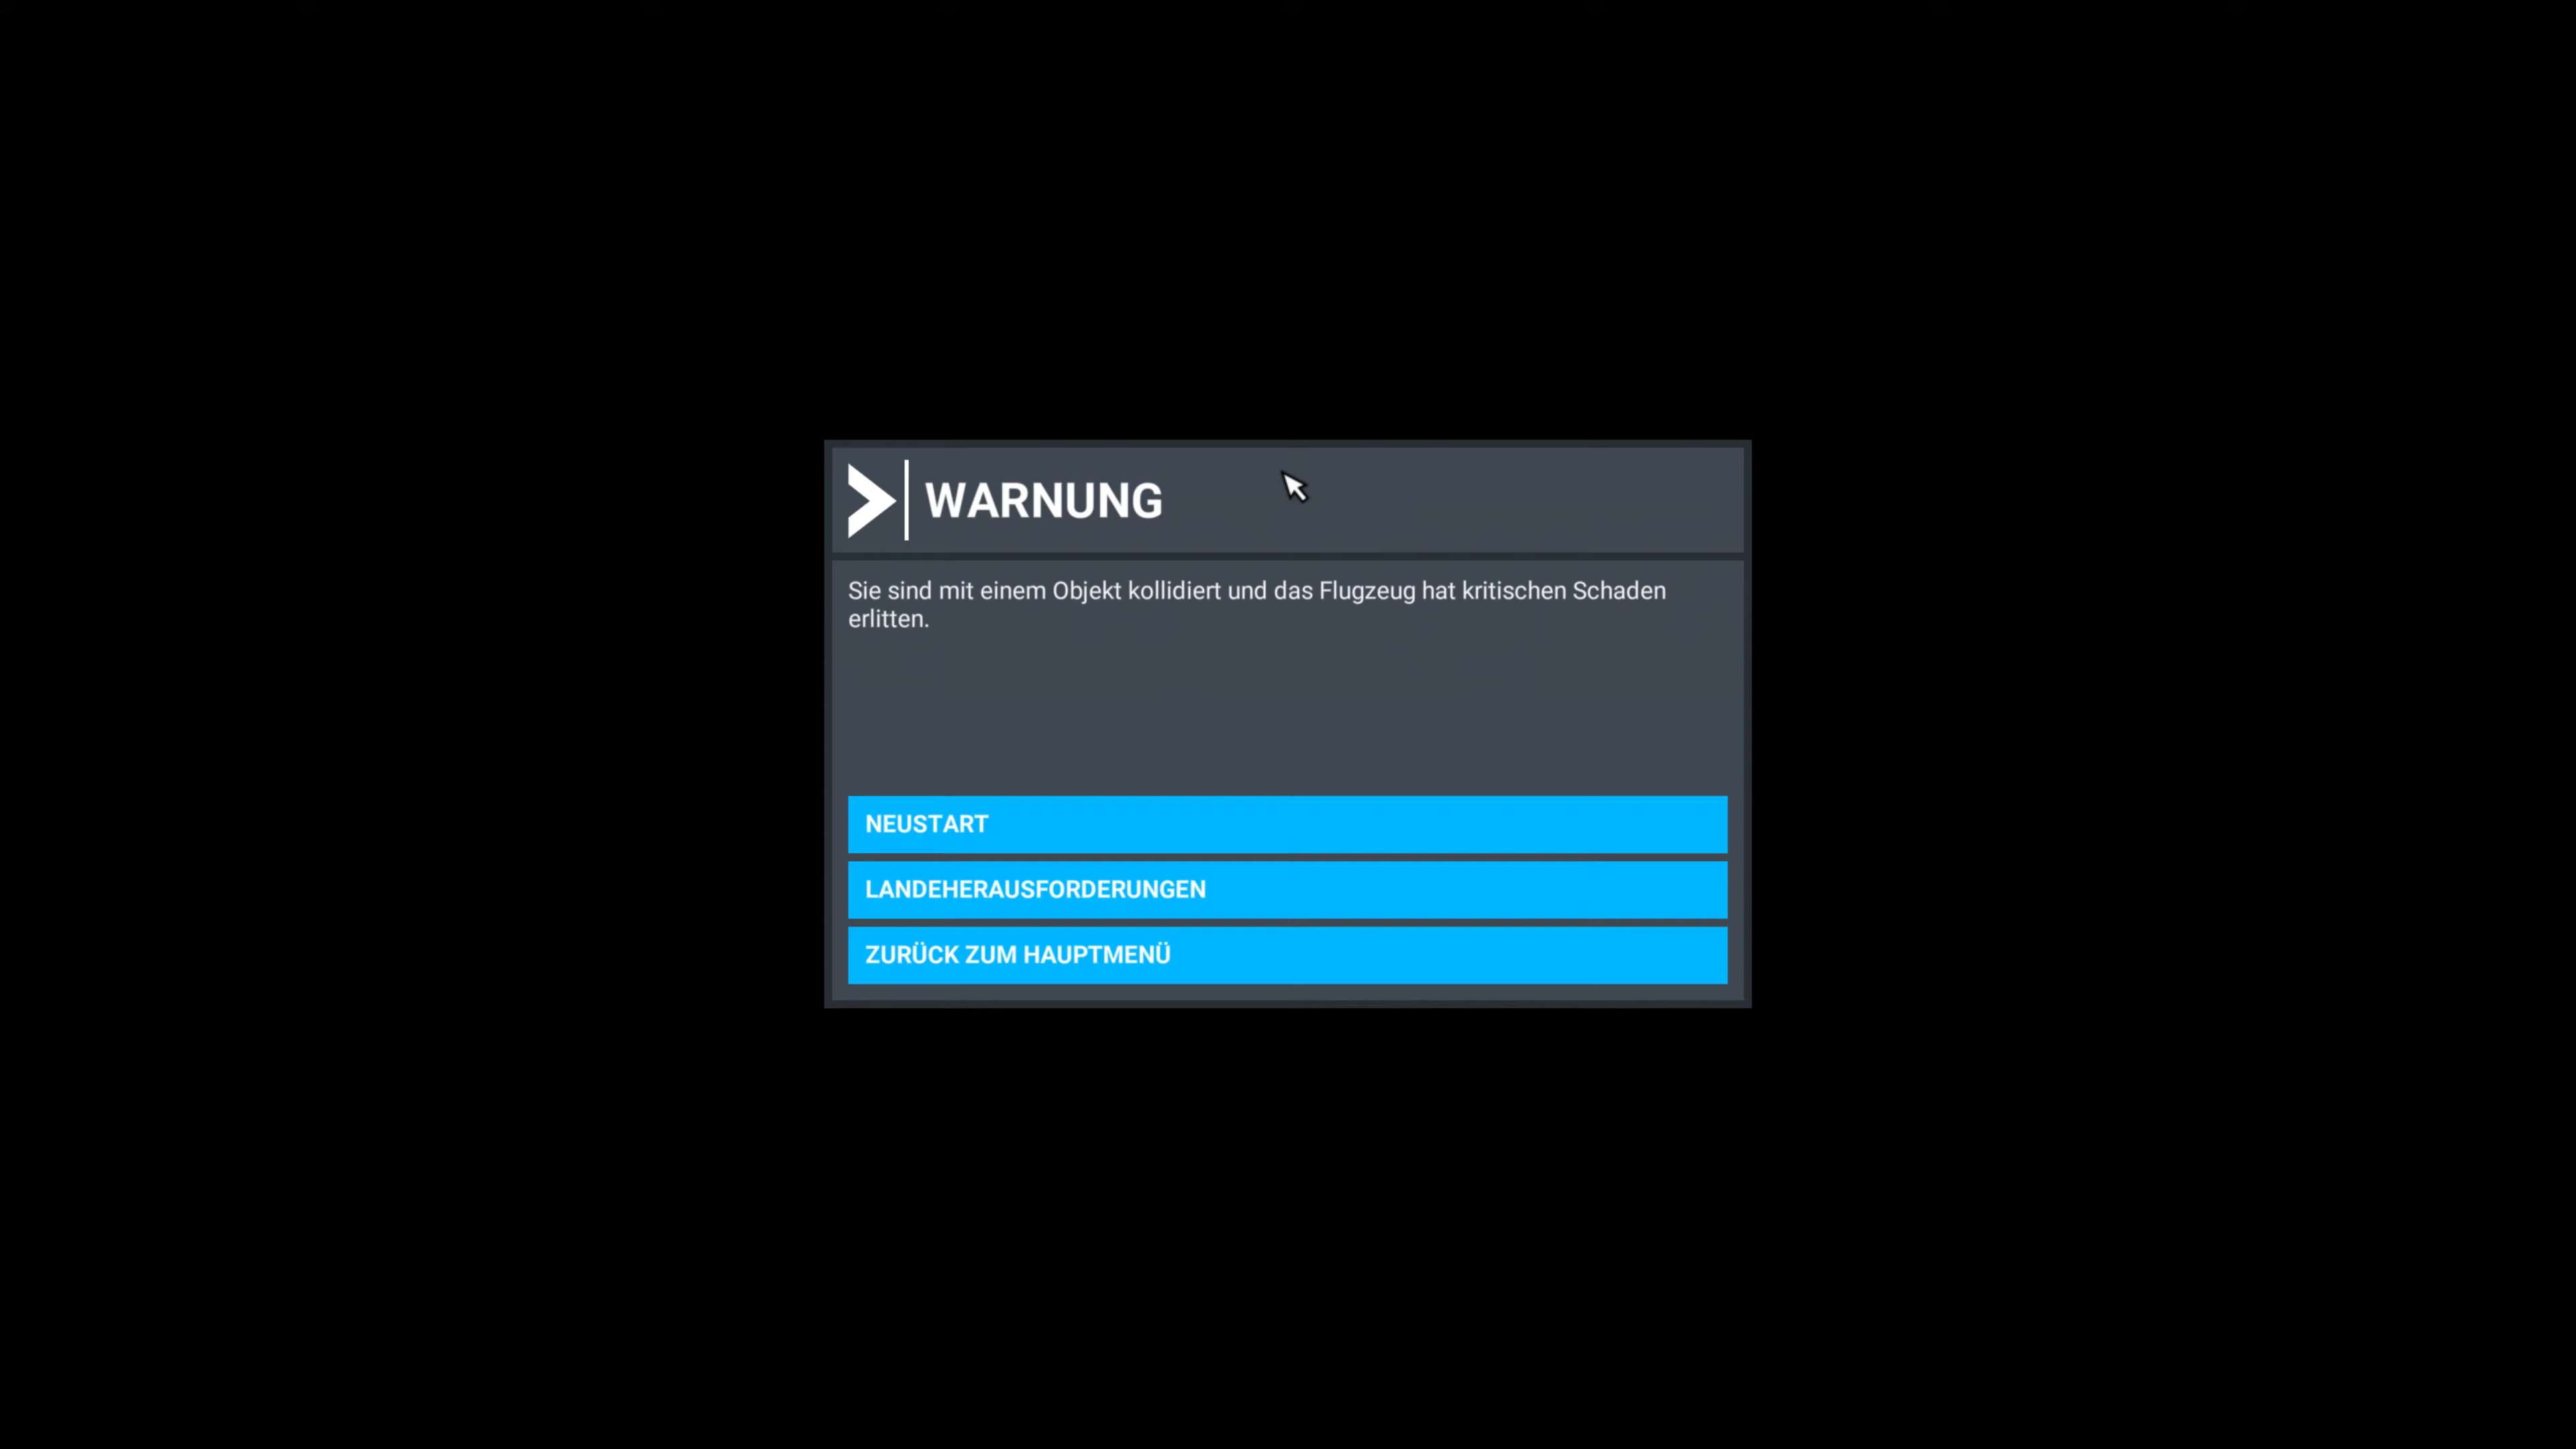 WARNUNG
Sie sind mit einem Objekt kollidiert und das Flugzeug hat kritischen Schaden
erlitten.
NEUSTART
LANDEHERAUSFORDERUNGEN
ZURÜCK ZUM HAUPTMENÜ